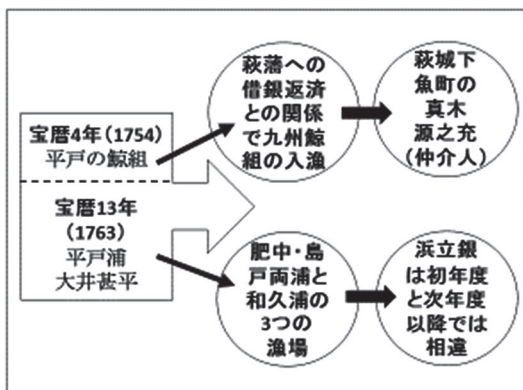 宝暦4年(1754)
平戸の鯨組
萩藩への
借銀返済
との関係
で九州鯨
組の入漁
萩城下
魚町の
真木
源之充
(仲介人)
宝暦13年
(1763)
平戸浦
大井甚平
肥中・島
戸両浦と
和久浦の
3つの
漁場
浜立銀
は初年度
と次年度
以降では
相違